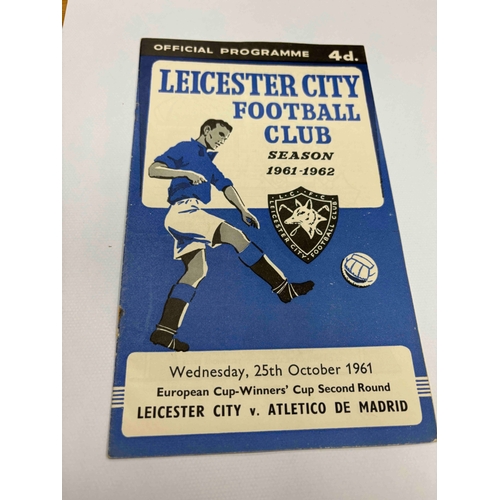 OFFICIAL PROGRAMME 4d.
LEICESTER CITY
FOOTBALL
CLUB
SEASON
1961-1962
L.C.F.C
LEICESTER CITY FOOTBALL CLUB
Wednesday, 25th October 1961
European Cup-Winners' Cup Second Round
LEICESTER CITY v. ATLETICO DE MADRID